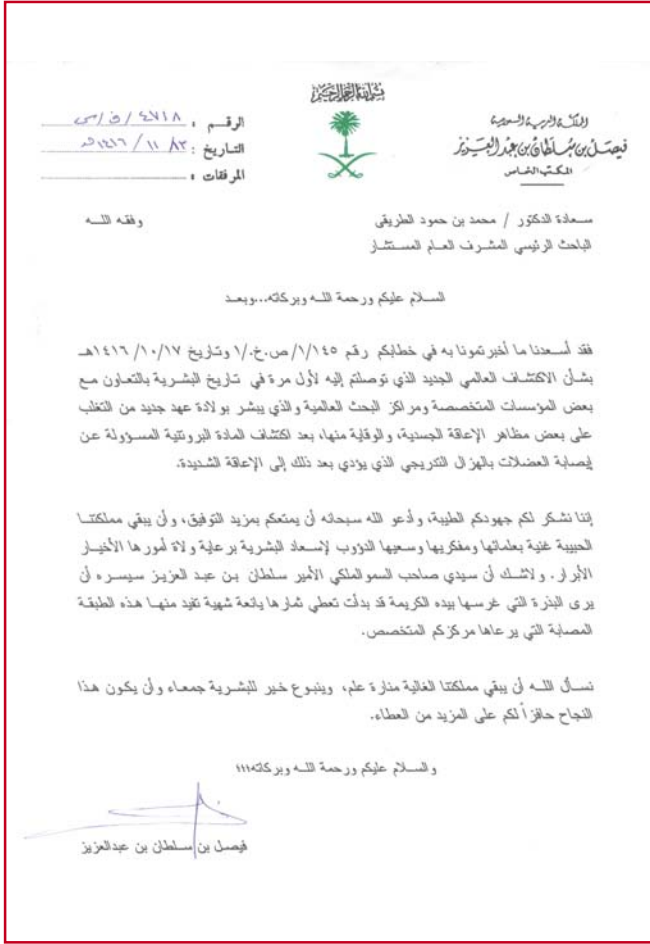 بسم الله الرحمن الرحيم
المملكة العربية السعودية
فيصل بن سلطان بن عبد العزيز
المكتب الخاص
الرقم : ٤٧١٨ / ف / س
التاريخ : ٨٣ / ١١ / ١٤١٦هـ
المرفقات :
سعادة الدكتور / محمد بن حمود الطريقي وفقه الله
الباحث الرئيسي المشرف العام المستشار
السلام عليكم ورحمة الله وبركاته...وبعد
فقد أسعدنا ما أخبرتمونا به في خطابكم رقم ١/١٤٥/ص.خ./١ وتاريخ ١٤١٦/١٠/١٧هـ
بشأن الاكتشاف العالمي الجديد الذي توصلتم إليه لأول مرة في تاريخ البشرية بالتعاون مع
بعض المؤسسات المتخصصة ومراكز البحث العالمية والذي يبشر بولادة عهد جديد من التغلب
على بعض مظاهر الإعاقة الجسدية، والوقاية منها، بعد اكتشاف المادة البروتنية المسؤولة عن
إصابة العضلات بالهزال التدريجي الذي يؤدي بعد ذلك إلى الإعاقة الشديدة.
إننا نشكر لكم جهودكم الطيبة، وأدعو الله سبحانه أن يمتعكم بمزيد التوفيق، وأن يبقي مملكتنا
الحبيبة غنية بعلمائها ومفكريها وسعيها الدؤوب لإسعاد البشرية برعاية ولاة أمورها الأخيار
الأبرار. ولاشك أن سيدي صاحب السمو الملكي الأمير سلطان بن عبد العزيز سيسره أن
يرى البذرة التي غرسها بيده الكريمة قد بدأت تعطي ثمارها يانعة شهية تفيد منها هذه الطبقة
المصابة التي يرعاها مركزكم المتخصص.
نسأل الله أن يبقي مملكتنا الغالية منارة علم، وينبوع خير للبشرية جمعاء وأن يكون هذا
النجاح حافزاً لكم على المزيد من العطاء.
والسلام عليكم ورحمة الله وبركاته،،،
فيصل بن سلطان بن عبدالعزيز